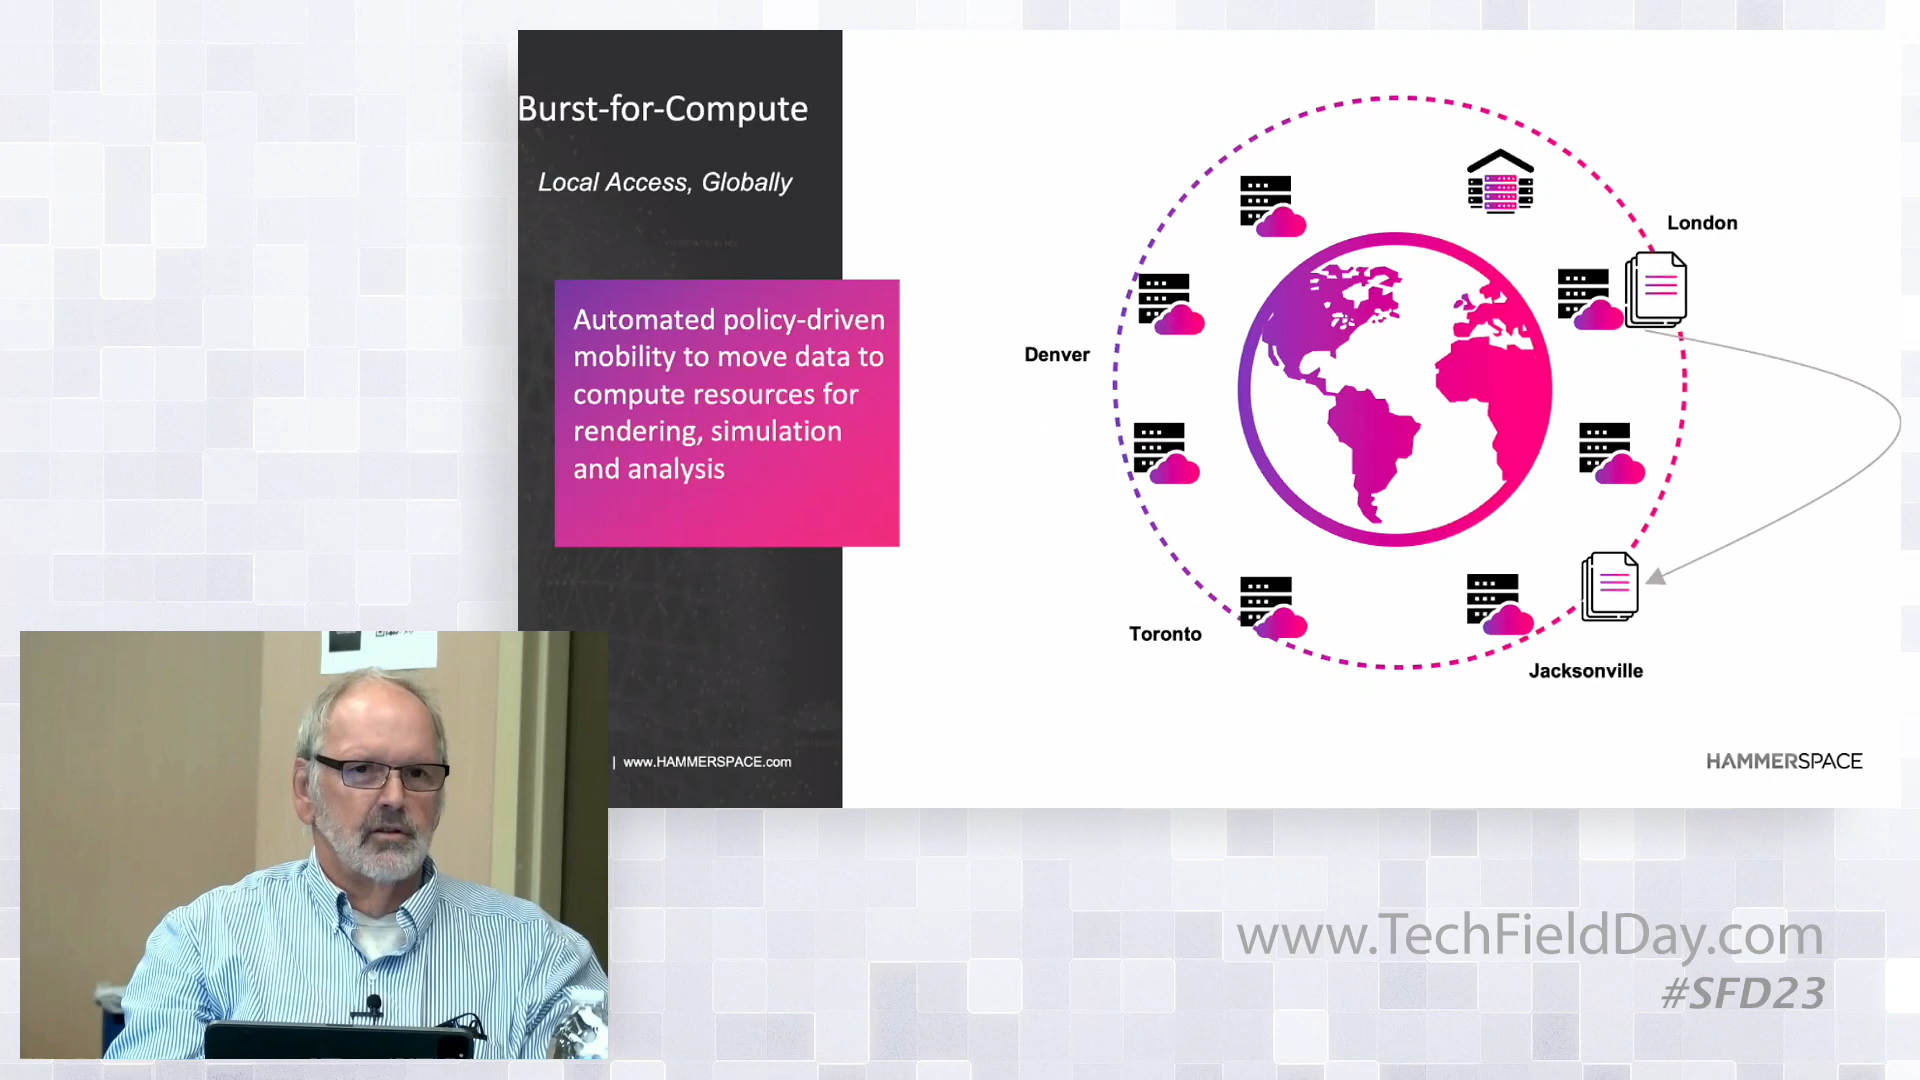 Burst-for-Compute
Local Access, Globally
Automated policy-driven
mobility to move data to
compute resources for
rendering, simulation
and analysis
| www.HAMMERSPACE.com
London
Denver
Toronto
Jacksonville
HAMMERSPACE
www.TechFieldDay.com
#SFD23